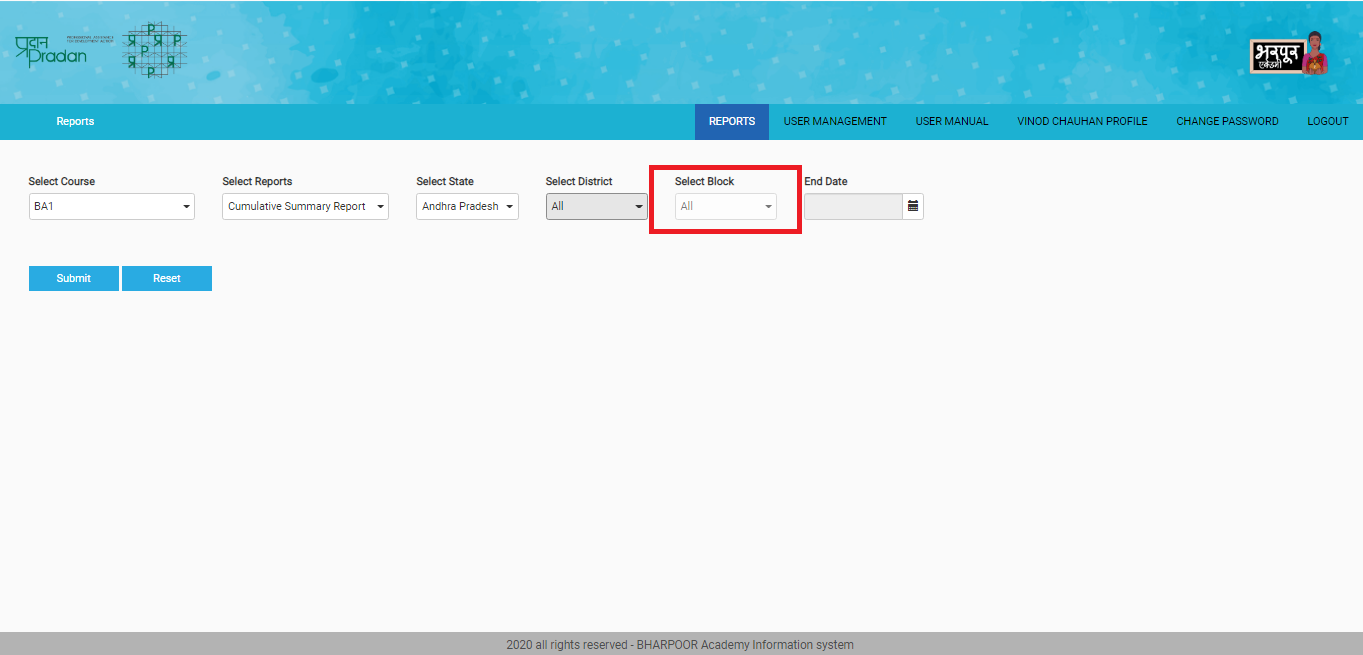 प्रदान
Pradan
PROFESSIONAL ASSISTANCE
FOR DEVELOPMENT ACTION
P
प्र P प्र P
P प्र
प्र P प्र
भरपूर
एकेडमी
Reports
REPORTS
USER MANAGEMENT
USER MANUAL
VINOD CHAUHAN PROFILE
CHANGE PASSWORD
LOGOUT
Select Course
Select Reports
Select State
Select District
Select Block
End Date
BA1
Cumulative Summary Report
Andhra Pradesh
All
All
Submit
Reset
2020 all rights reserved - BHARPOOR Academy Information system